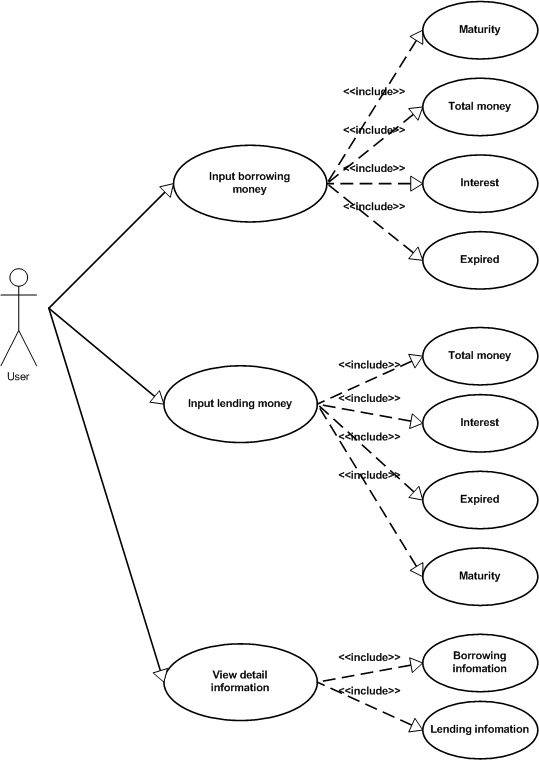 Maturity
<<include>>
Total money
<<include>>
Input borrowing
money
<<include>>
Interest
<<include>>
Expired
User
Total money
<<include>>
Input lending money
<<include>>
Interest
<<include>>
Expired
<<include>>
Maturity
View detail
information
<<include>>
Borrowing
infomation
<<include>>
Lending infomation